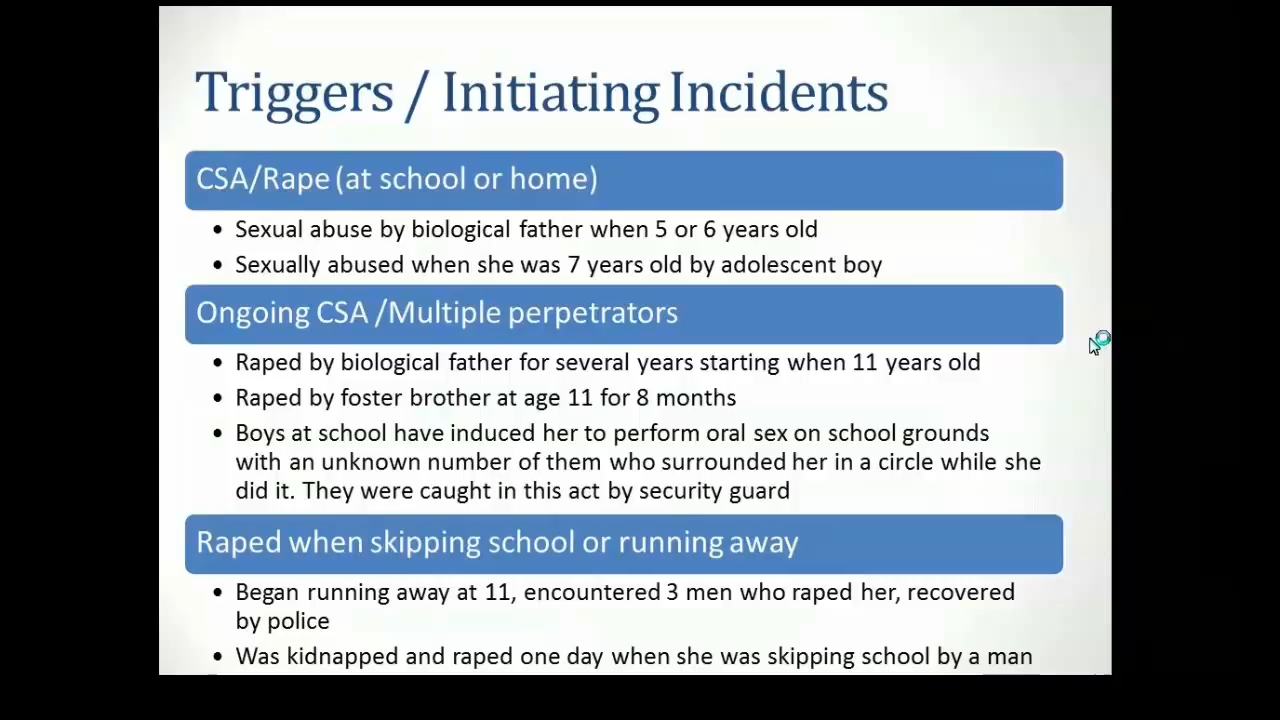 Triggers / Initiating Incidents
CSA/Rape (at school or home)
• Sexual abuse by biological father when 5 or 6 years old
• Sexually abused when she was 7 years old by adolescent boy
Ongoing CSA /Multiple perpetrators
• Raped by biological father for several years starting when 11 years old
• Raped by foster brother at age 11 for 8 months
• Boys at school have induced her to perform oral sex on school grounds
with an unknown number of them who surrounded her in a circle while she
did it. They were caught in this act by security guard
Raped when skipping school or running away
• Began running away at 11, encountered 3 men who raped her, recovered
by police
• Was kidnapped and raped one day when she was skipping school by a man